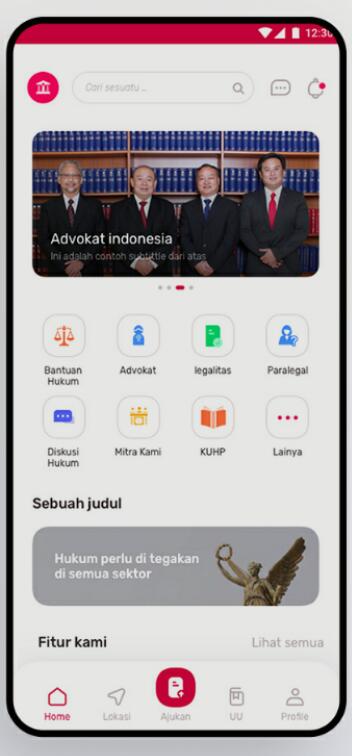 12:30
Cari sesuatu ..
Advokat indonesia
Ini adalah contoh subtittle dari atas
Bantuan
Hukum
Advokat
legalitas
Paralegal
Diskusi
Hukum
Mitra Kami
KUHP
Lainya
Sebuah judul
Hukum perlu di tegakan
di semua sektor
Fitur kami
Lihat semua
Home
Lokasi
Ajukan
UU
Profile